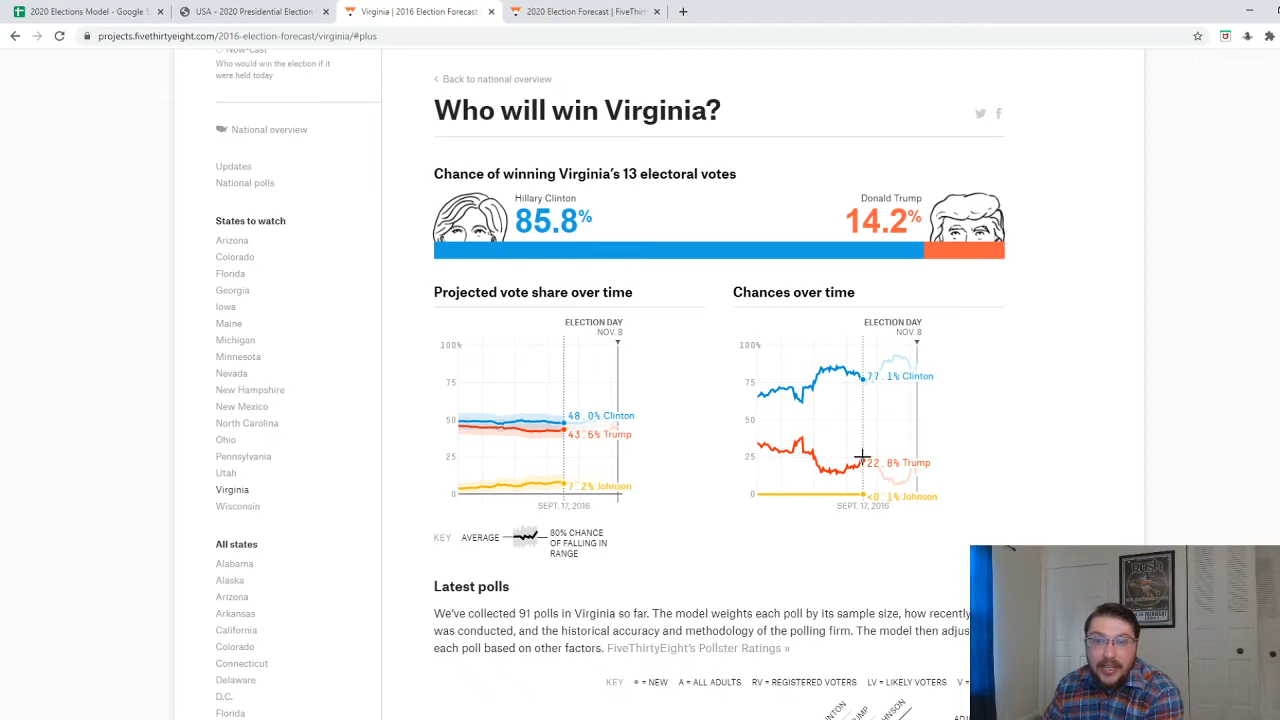 2020 Elections Model - Google S
USA - 2020 Presidential Election
Virginia | 2016 Election Forecast
2020 Election Forecast | FiveThirt
projects.fivethirtyeight.com/2016-election-forecast/virginia/#plus
Now-cast
Who would win the election if it
were held today
National overview
Updates
National polls
States to watch
Arizona
Colorado
Florida
Georgia
Iowa
Maine
Michigan
Minnesota
Nevada
New Hampshire
New Mexico
North Carolina
Ohio
Pennsylvania
Utah
Virginia
Wisconsin
All states
Alabama
Alaska
Arizona
Arkansas
California
Colorado
Connecticut
Delaware
D.C.
Florida
< Back to national overview
Who will win Virginia?
Chance of winning Virginia's 13 electoral votes
Hillary Clinton
85.8%
Donald Trump
14.2%
Projected vote share over time
ELECTION DAY
NOV. 8
100%
75
50
25
0
48.0% Clinton
43.6% Trump
7.2% Johnson
SEPT. 17, 2016
Chances over time
ELECTION DAY
NOV. 8
100%
75
50
25
0
77.1% Clinton
22.8% Trump
<0.1% Johnson
SEPT. 17, 2016
KEY AVERAGE
80% CHANCE
OF FALLING IN
RANGE
Latest polls
We've collected 91 polls in Virginia so far. The model weights each poll by its sample size, how recently
was conducted, and the historical accuracy and methodology of the polling firm. The model then adjus
each poll based on other factors. FiveThirtyEight's Pollster Ratings »
KEY • = NEW A = ALL ADULTS RV = REGISTERED VOTERS LV = LIKELY VOTERS V =
Rush